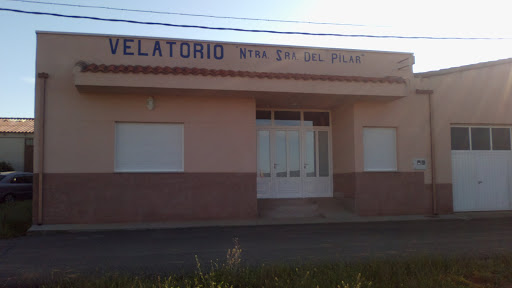 VELATORIO "NTRA. SRA. DEL PILAR"